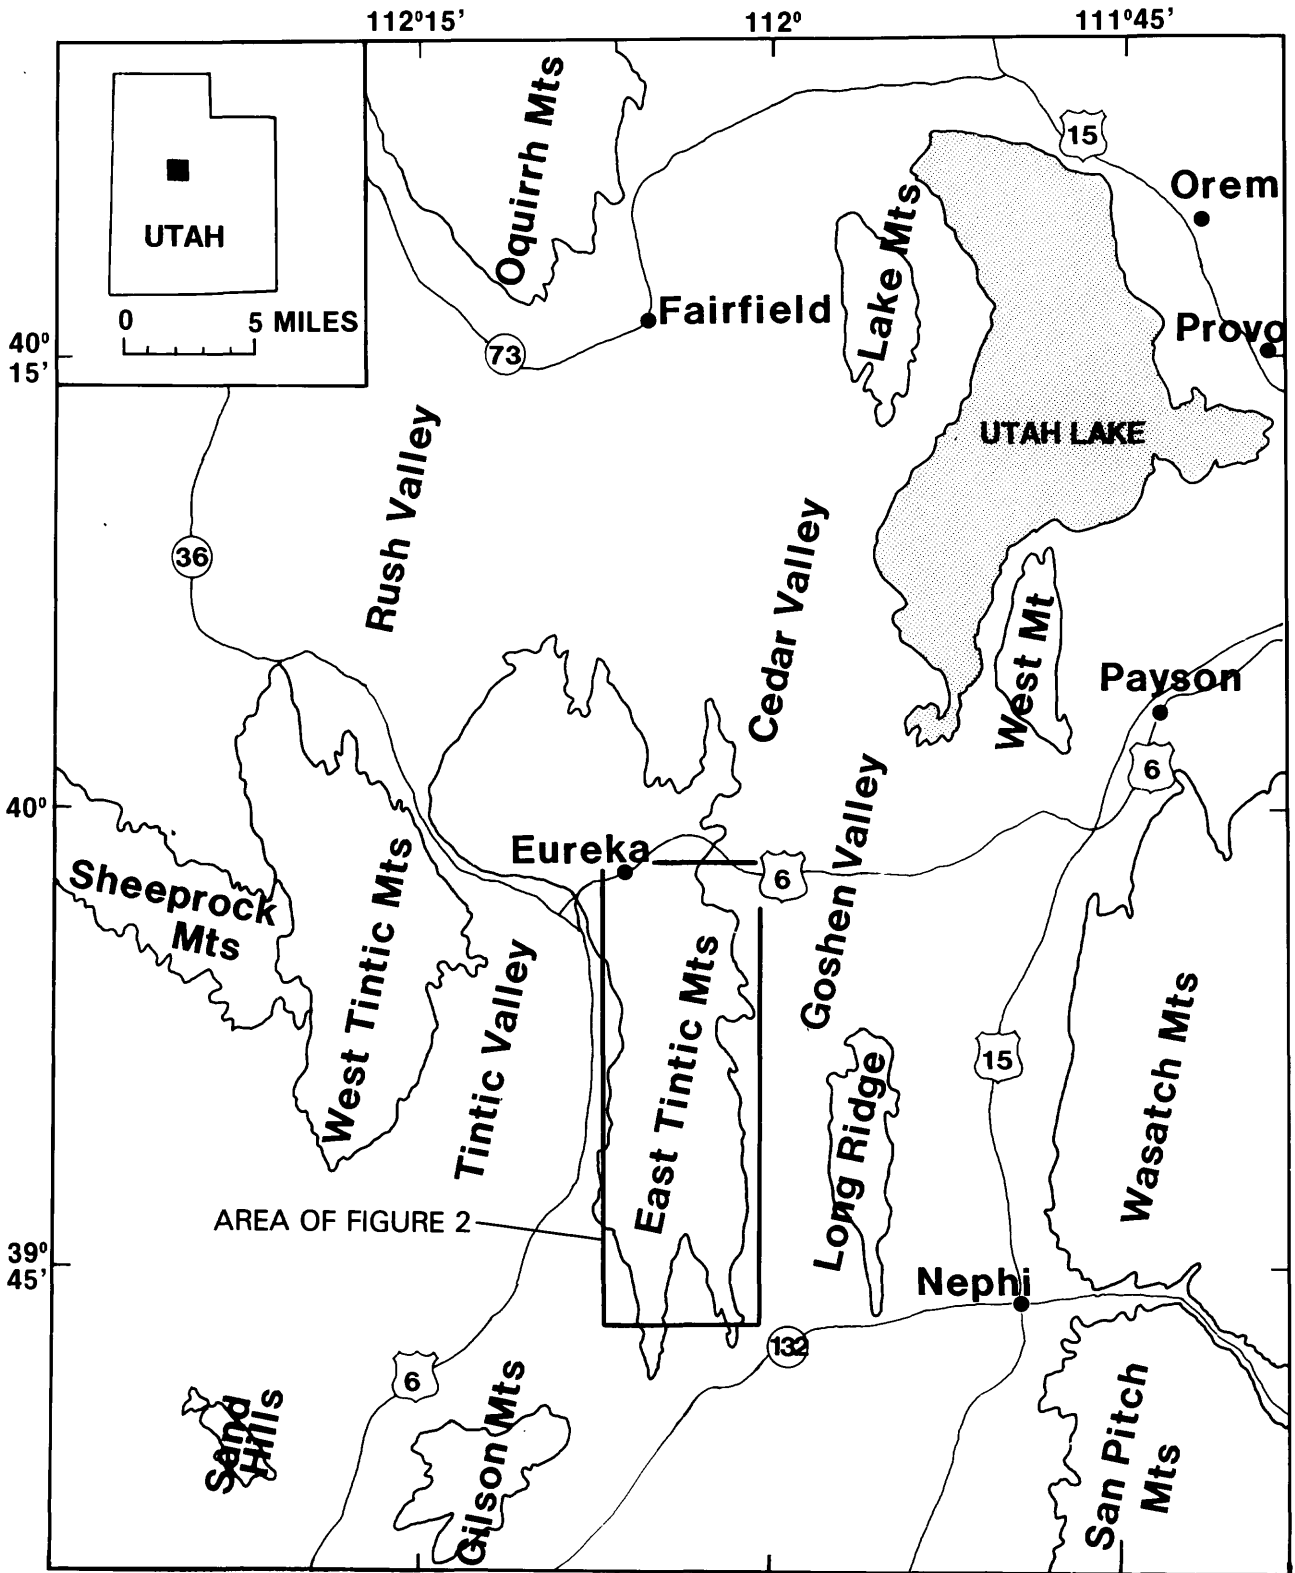 112°15'
112°
111°45'
UTAH
0 5 MILES
Oquirrh Mts
15
Orem
Lake Mts
Fairfield
Provo
40°
15'
73
UTAH LAKE
Rush Valley
36
Cedar Valley
West Mt
Payson
6
40°
Eureka
6
Sheeprock
Mts
West Tintic Mts
Tintic Valley
East Tintic Mts
Goshen Valley
15
Long Ridge
Wasatch Mts
AREA OF FIGURE 2
39°
45'
Nephi
132
6
Sand
Hills
Gilson Mts
San Pitch
Mts